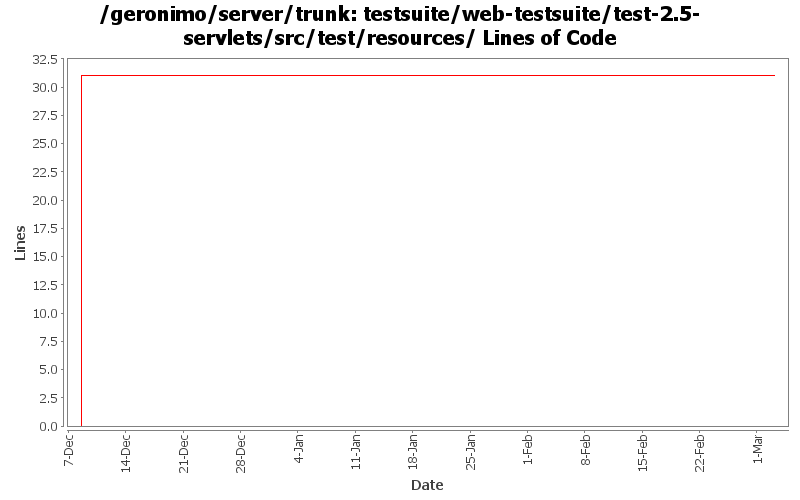 /geronimo/server/trunk: testsuite/web-testsuite/test-2.5-
servlets/src/test/resources/ Lines of Code
32.5
30.0
27.5
25.0
22.5
20.0
17.5
15.0
12.5
10.0
7.5
5.0
2.5
0.0
Lines
7-Dec
14-Dec
21-Dec
28-Dec
4-Jan
11-Jan
18-Jan
25-Jan
1-Feb
8-Feb
15-Feb
22-Feb
1-Mar
Date